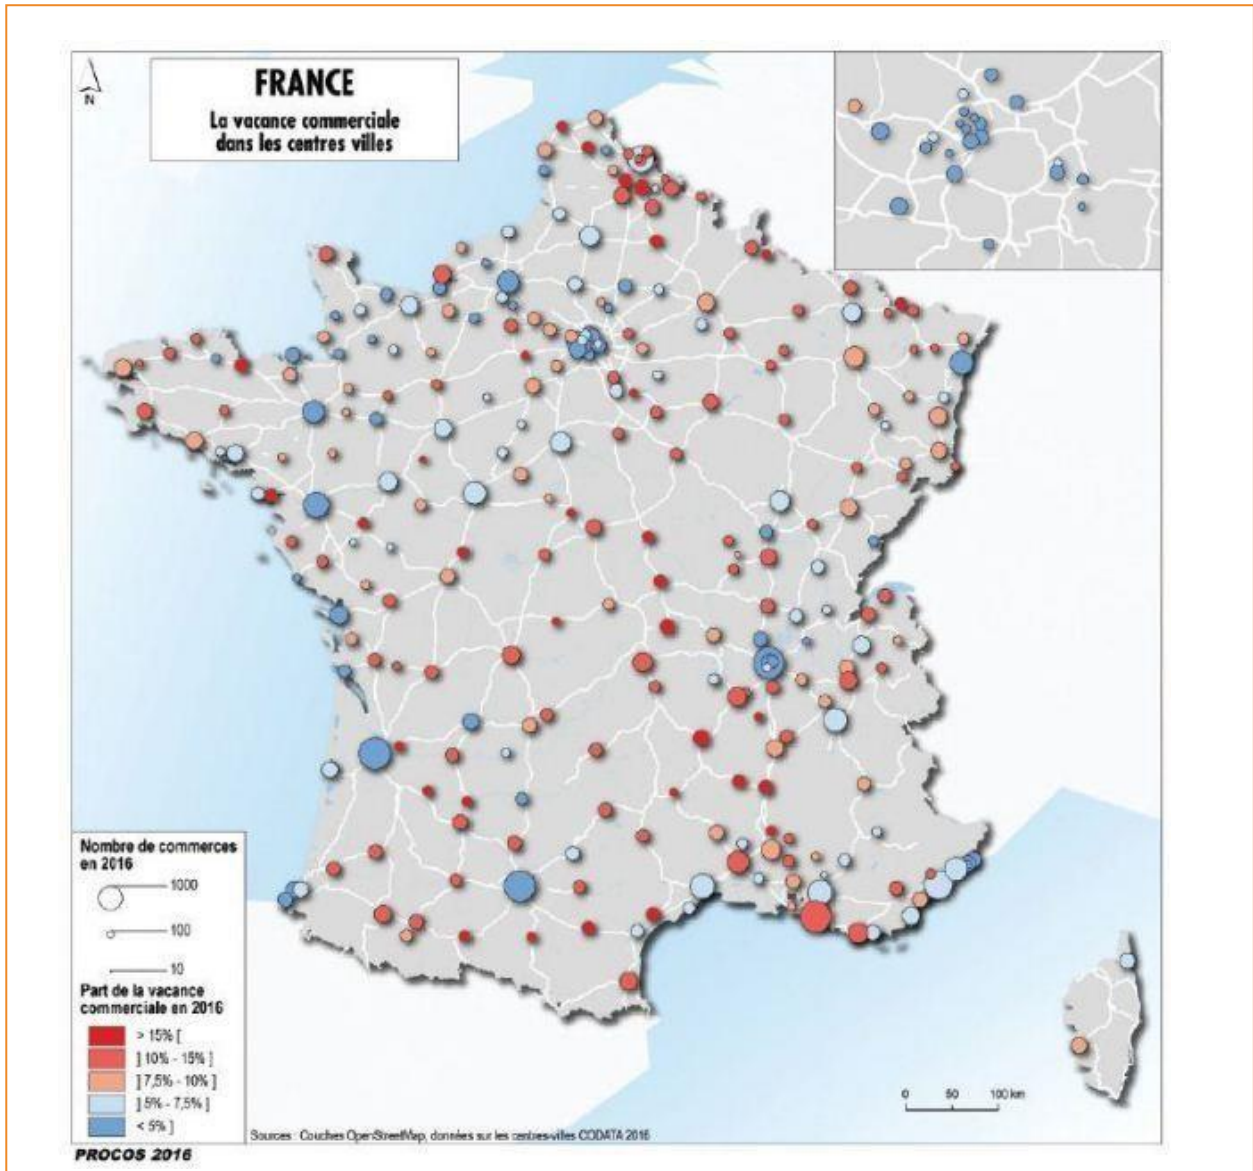 N
FRANCE
La vacance commerciale
dans les centres villes
Nombre de commerces
en 2016
1000
100
10
Part de la vacance
commerciale en 2016
> 15% [
] 10% - 15% ]
] 7,5% - 10% ]
] 5% - 7,5% ]
< 5% ]
0 50 100 km
Sources : Couches OpenStreetMap, données sur les centres-villes CODATA 2016
PROCOS 2016